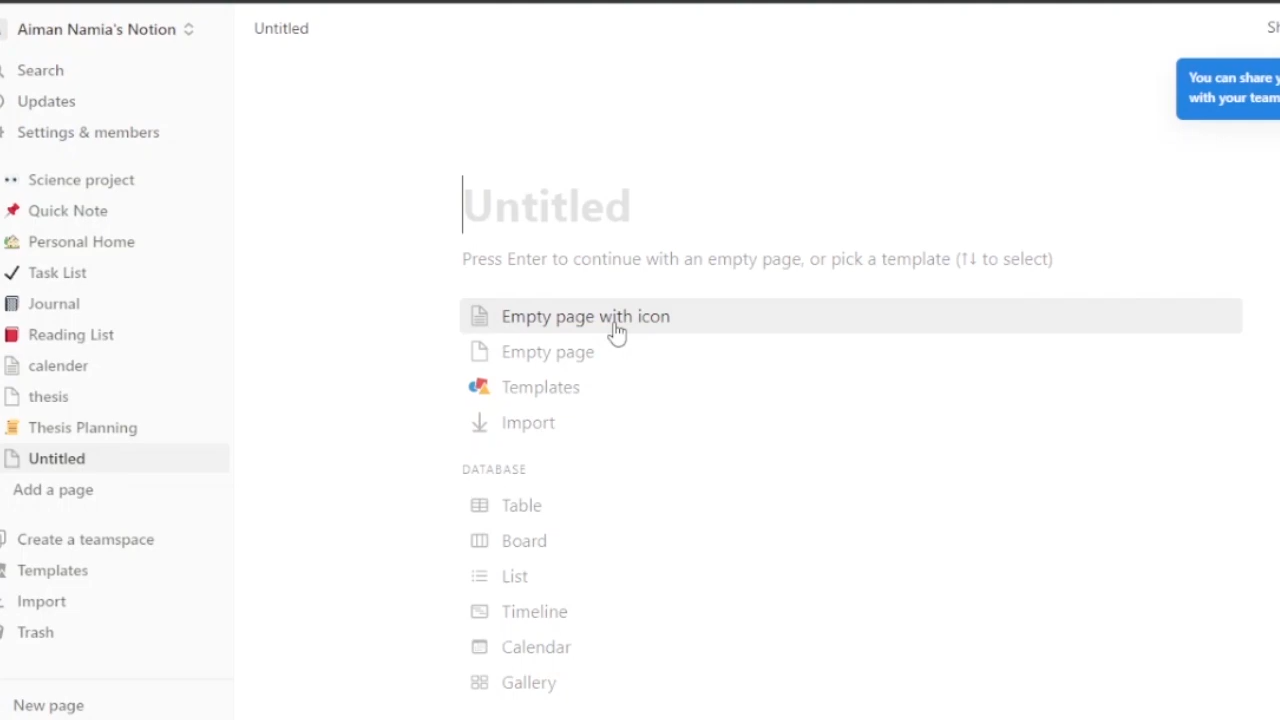 Aiman Namia's Notion
Search
Updates
Settings & members
Science project
Quick Note
Personal Home
Task List
Journal
Reading List
calender
thesis
Thesis Planning
Untitled
Add a page
Create a teamspace
Templates
Import
Trash
New page
Untitled
You can share
with your team
Untitled
Press Enter to continue with an empty page, or pick a template (↑↓ to select)
Empty page with icon
Empty page
Templates
Import
DATABASE
Table
Board
List
Timeline
Calendar
Gallery